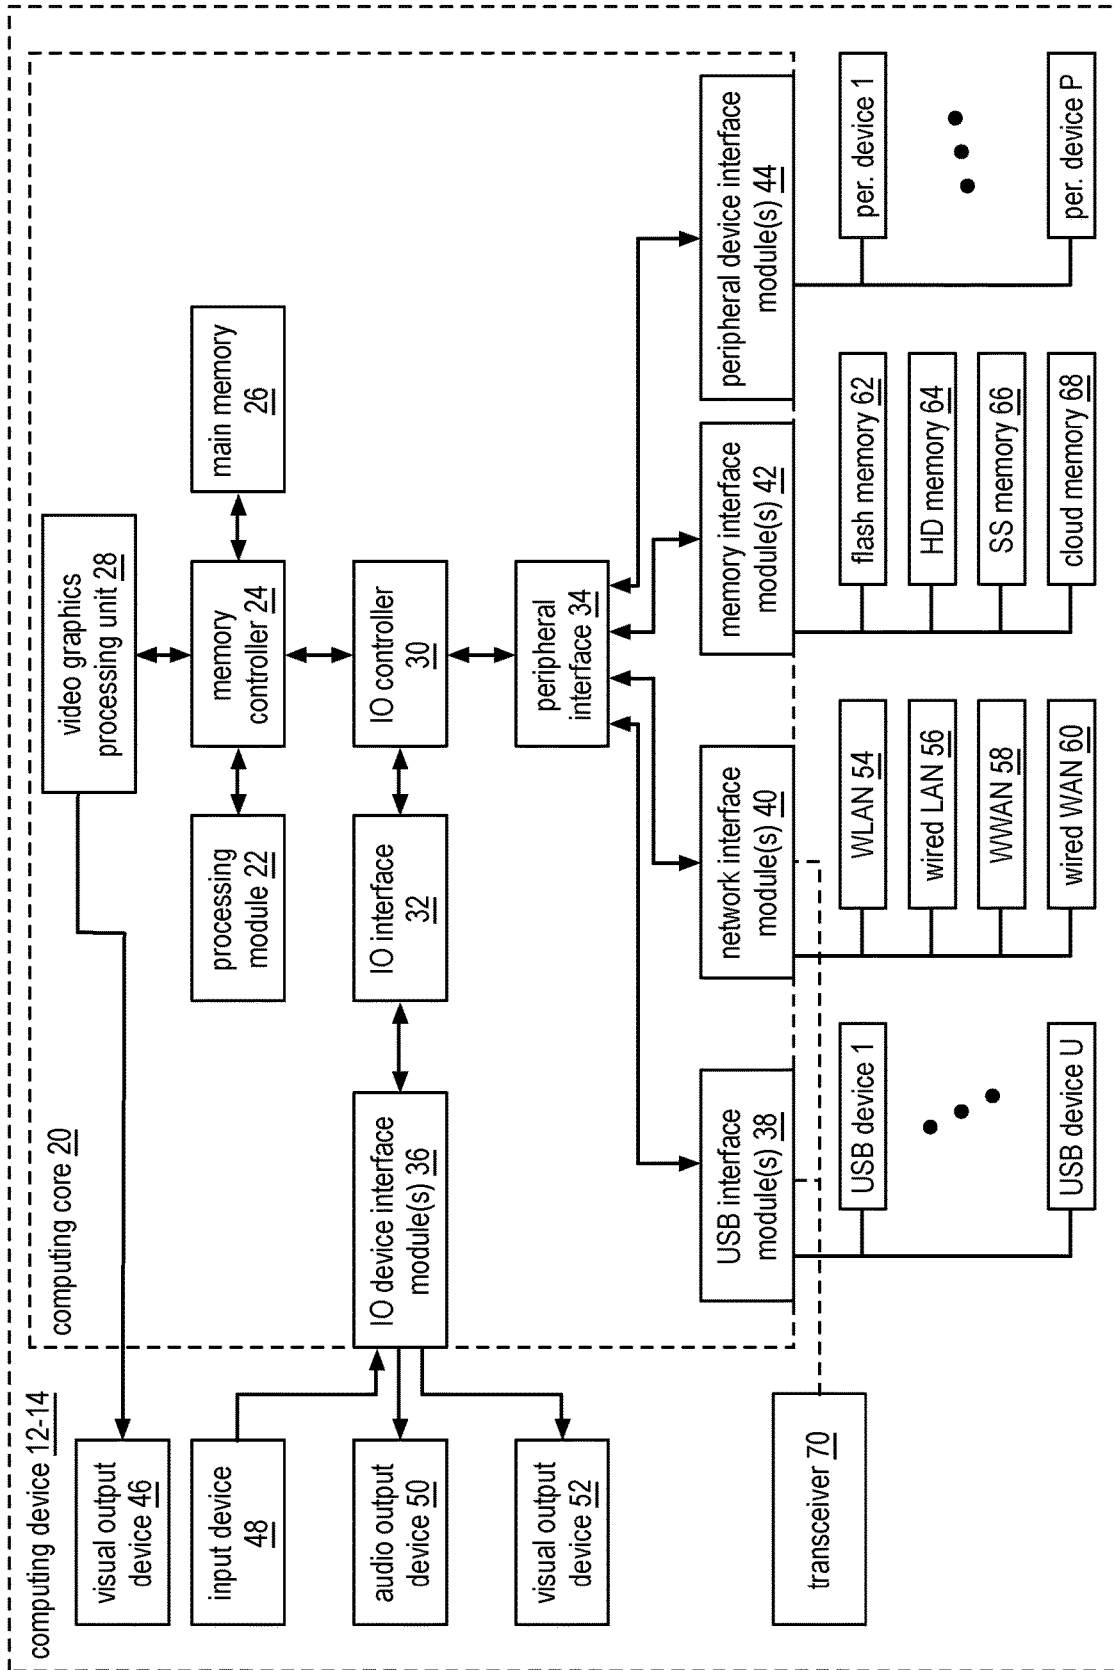 computing device 12-14
computing core 20
visual output
device 46
video graphics
processing unit 28
input device
48
processing
module 22
memory
controller 24
main memory
26
audio output
device 50
IO device interface
module(s) 36
IO interface
32
IO controller
30
visual output
device 52
peripheral
interface 34
transceiver 70
USB interface
module(s) 38
network interface
module(s) 40
memory interface
module(s) 42
peripheral device interface
module(s) 44
USB device 1
USB device U
WLAN 54
wired LAN 56
WWAN 58
wired WAN 60
flash memory 62
HD memory 64
SS memory 66
cloud memory 68
per. device 1
per. device P